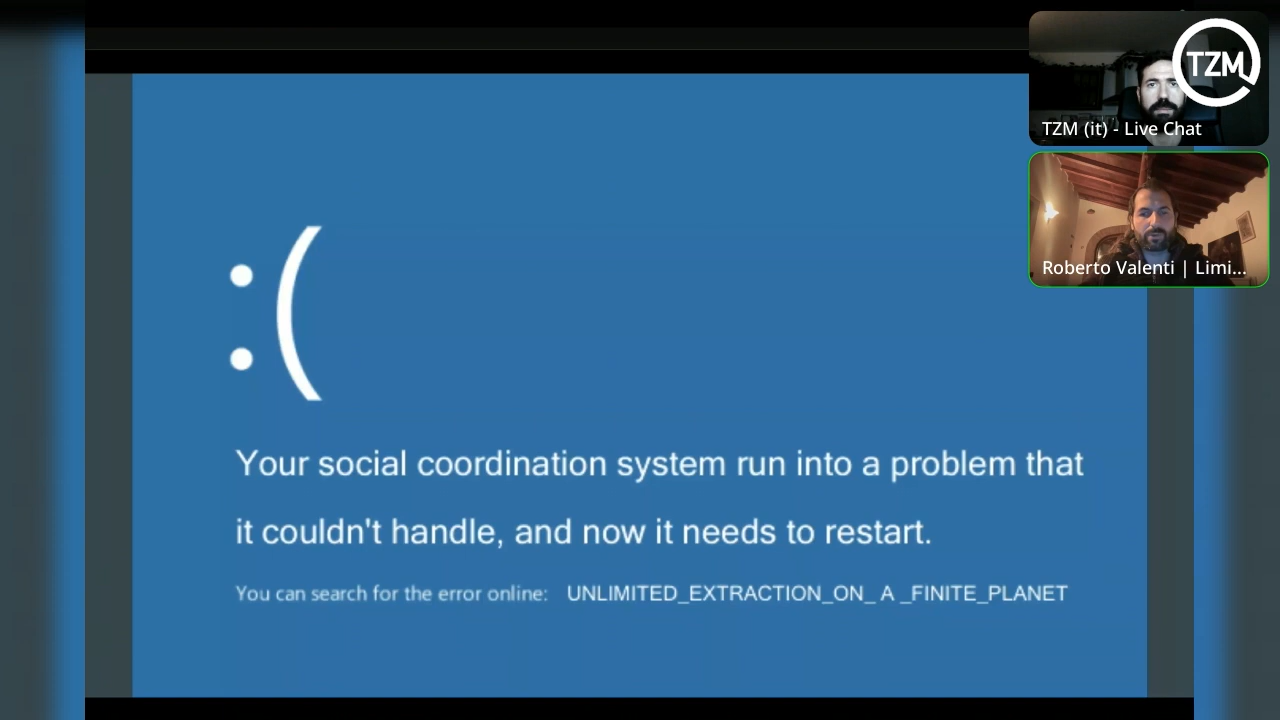 TZM
TZM (it) - Live Chat
Roberto Valenti | Limi...
:(
Your social coordination system run into a problem that
it couldn't handle, and now it needs to restart.
You can search for the error online: UNLIMITED_EXTRACTION_ON_ A _FINITE_PLANET